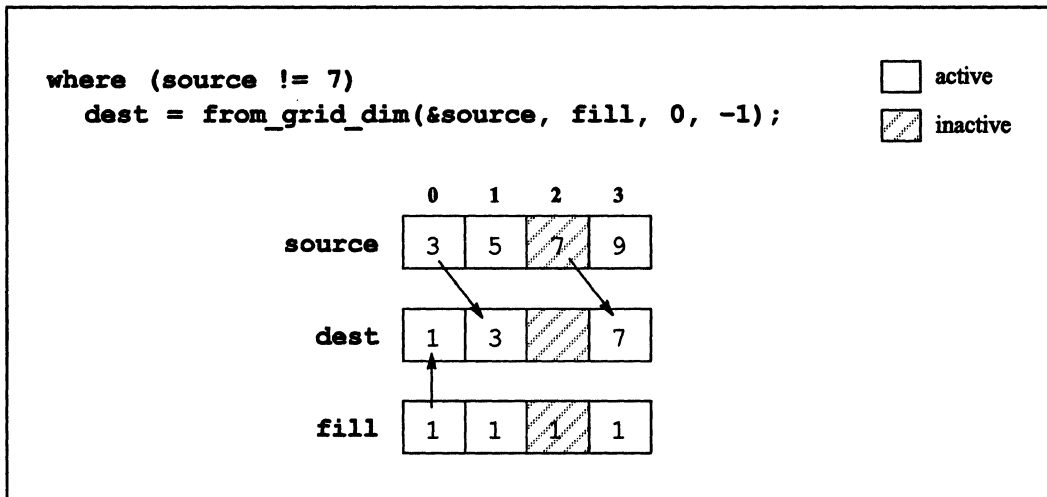 where (source != 7)
dest = from_grid_dim(&source, fill, 0, -1);
active
inactive
0 1 2 3
source 3 5 7 9
dest 1 3 7
fill 1 1 1 1